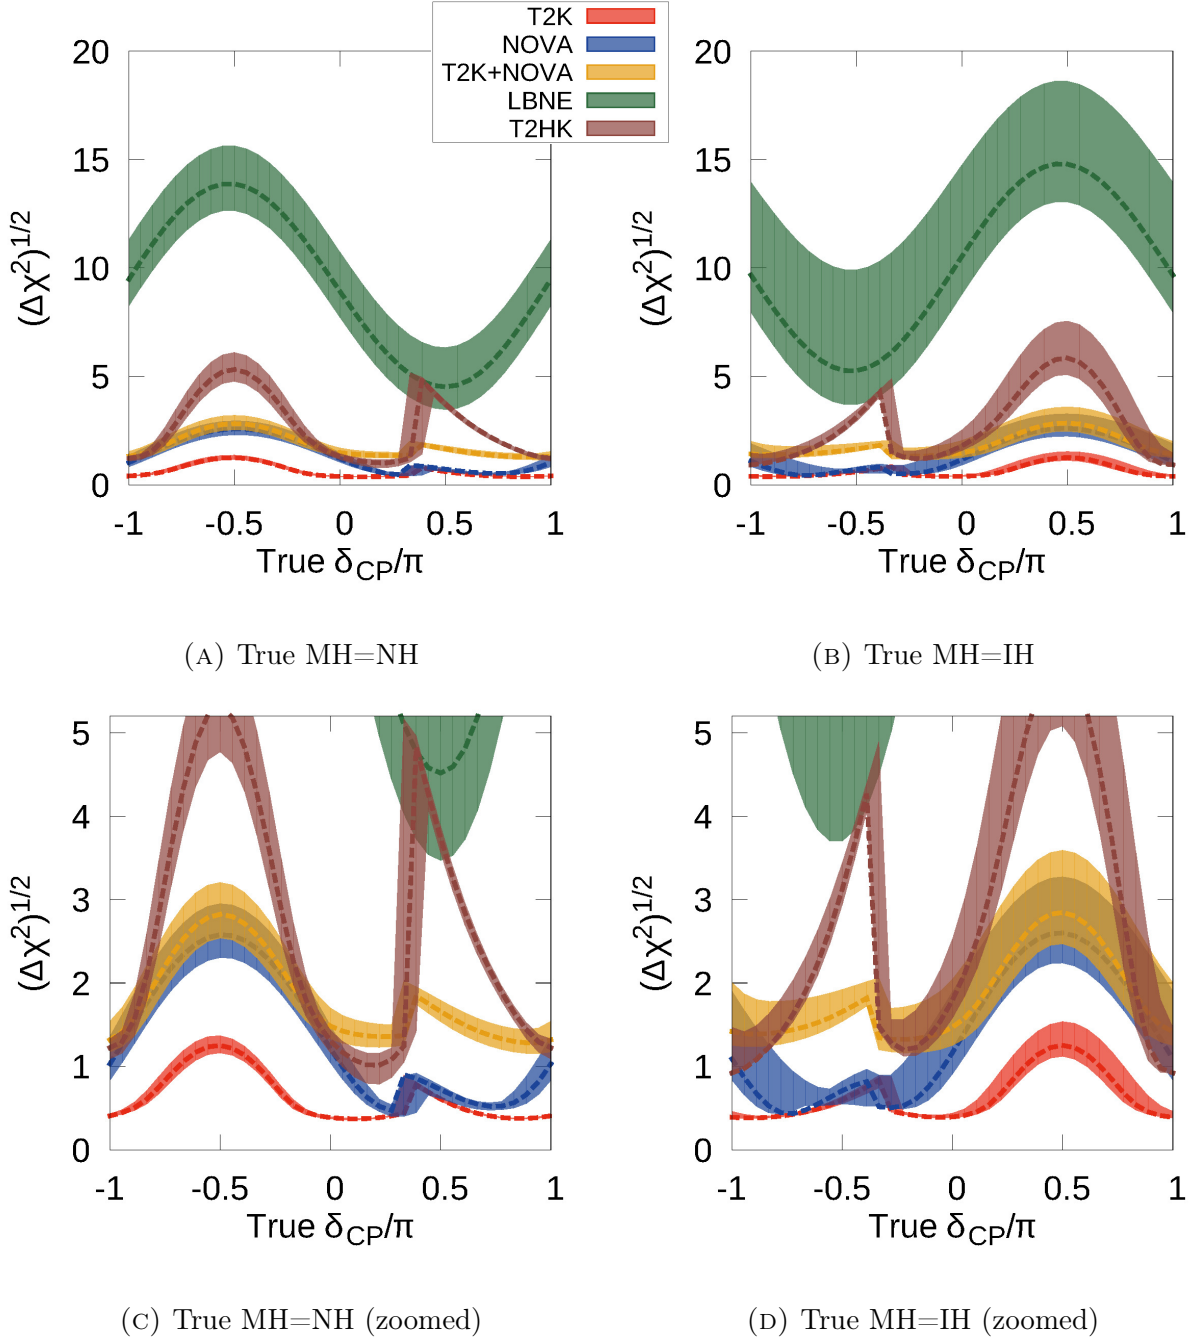 T2K
NOVA
T2K+NOVA
LBNE
T2HK
20
15
10
5
0
(Δχ²)^1/2
-1 -0.5 0 0.5 1
True δ_CP/π
(A) True MH=NH
20
15
10
5
0
(Δχ²)^1/2
-1 -0.5 0 0.5 1
True δ_CP/π
(B) True MH=IH
5
4
3
2
1
0
(Δχ²)^1/2
-1 -0.5 0 0.5 1
True δ_CP/π
(C) True MH=NH (zoomed)
5
4
3
2
1
0
(Δχ²)^1/2
-1 -0.5 0 0.5 1
True δ_CP/π
(D) True MH=IH (zoomed)